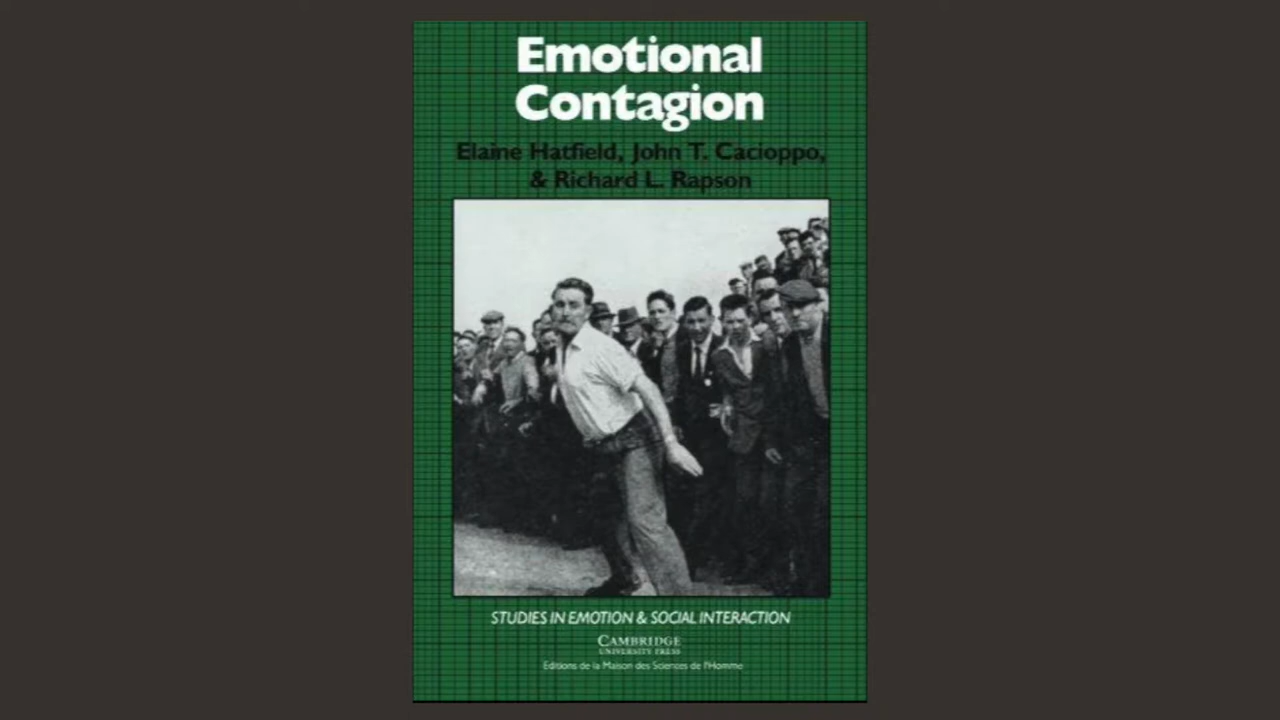 Emotional
Contagion
Elaine Hatfield, John T. Cacioppo,
& Richard L. Rapson
STUDIES IN EMOTION & SOCIAL INTERACTION
CAMBRIDGE
UNIVERSITY PRESS
Editions de la Maison des Sciences de l'Homme